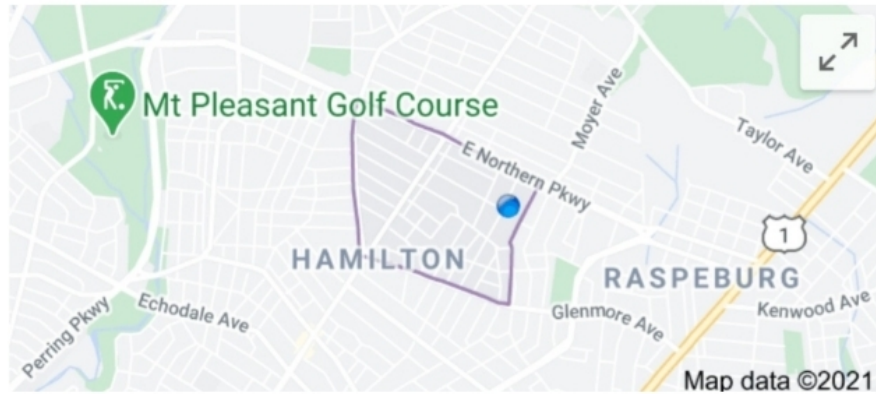 Mt Pleasant Golf Course
Moyer Ave
Taylor Ave
E Northern Pkwy
1
HAMILTON
RASPEBURG
Perring Pkwy
Echodale Ave
Glenmore Ave
Kenwood Ave
Map data ©2021